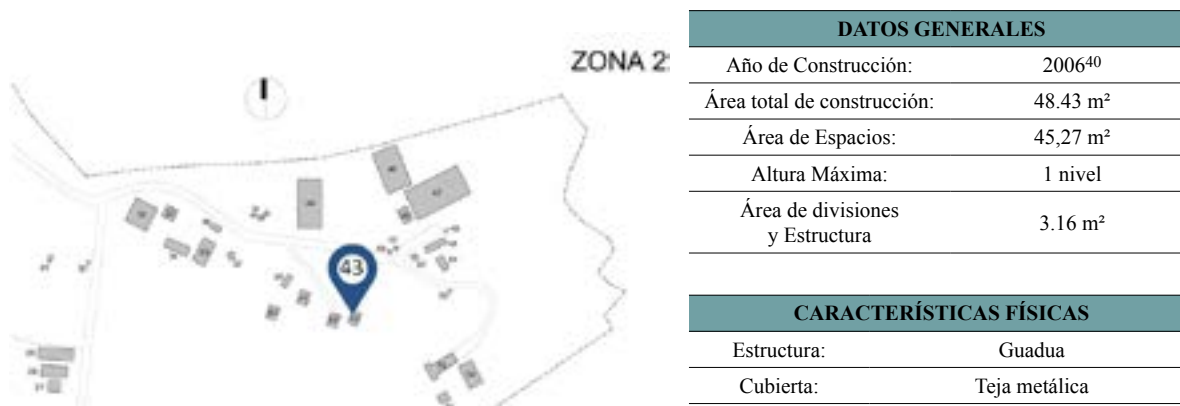 ZONA 2
43
DATOS GENERALES
Año de Construcción: 2006⁴⁰
Área total de construcción: 48.43 m²
Área de Espacios: 45,27 m²
Altura Máxima: 1 nivel
Área de divisiones
y Estructura 3.16 m²
CARACTERÍSTICAS FÍSICAS
Estructura: Guadua
Cubierta: Teja metálica